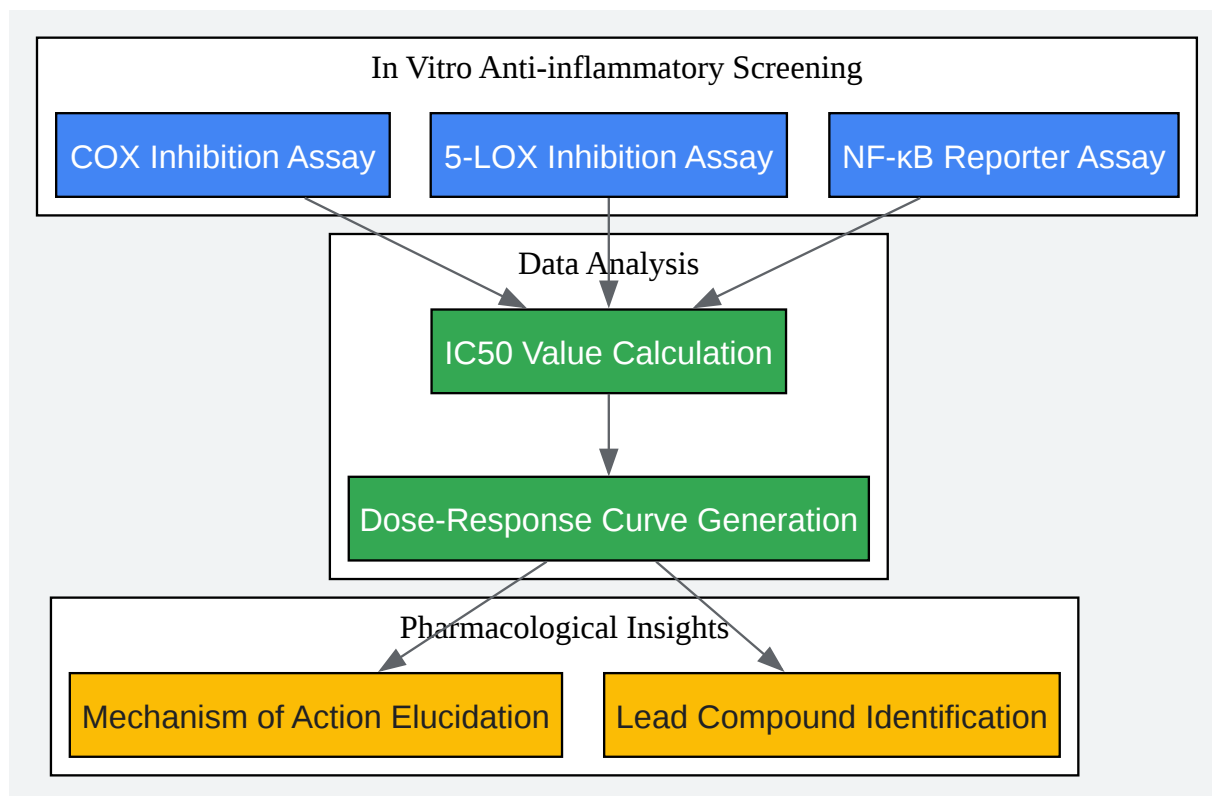 In Vitro Anti-inflammatory Screening
COX Inhibition Assay
5-LOX Inhibition Assay
NF-κB Reporter Assay
Data Analysis
IC50 Value Calculation
Dose-Response Curve Generation
Pharmacological Insights
Mechanism of Action Elucidation
Lead Compound Identification